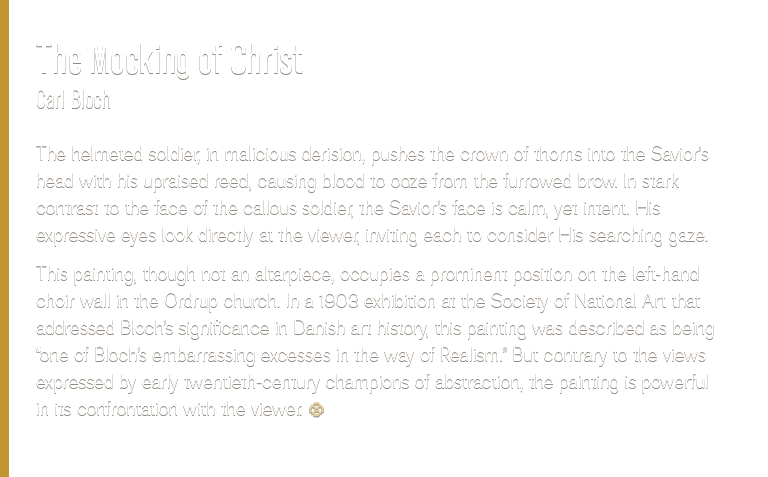 The Mocking of Christ
Carl Bloch
The helmeted soldier, in malicious derision, pushes the crown of thorns into the Savior's
head with his upraised reed, causing blood to ooze from the furrowed brow. In stark
contrast to the face of the callous soldier, the Savior's face is calm, yet intent. His
expressive eyes look directly at the viewer, inviting each to consider His searching gaze.
This painting, though not an altarpiece, occupies a prominent position on the left-hand
choir wall in the Ordrup church. In a 1903 exhibition at the Society of National Art that
addressed Bloch's significance in Danish art history, this painting was described as being
“one of Bloch's embarrassing excesses in the way of Realism.” But contrary to the views
expressed by early twentieth-century champions of abstraction, the painting is powerful
in its confrontation with the viewer.